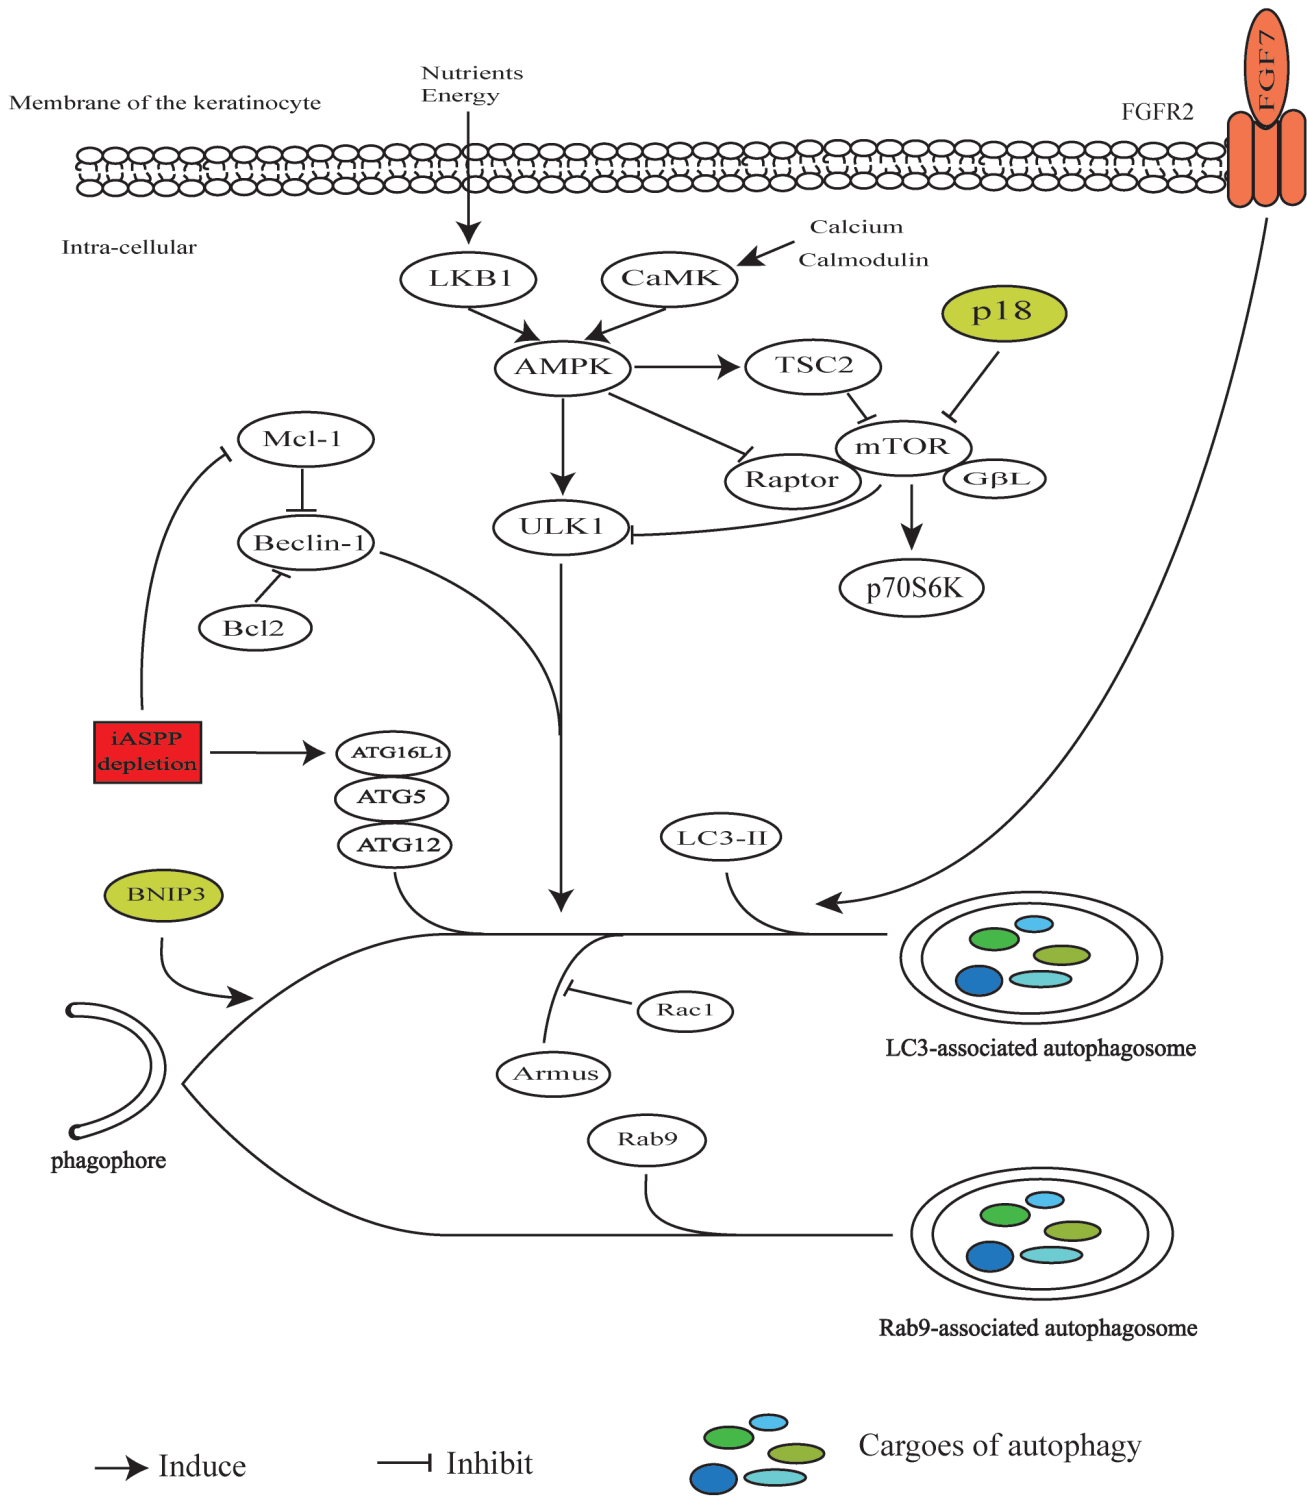 FGF7
Nutrients
Energy
Membrane of the keratinocyte
FGFR2
Intra-cellular
Calcium
Calmodulin
LKB1
CaMK
p18
AMPK
TSC2
Mcl-1
mTOR
Raptor
GβL
ULK1
Beclin-1
p70S6K
Bcl2
iASPP
depletion
ATG16L1
ATG5
ATG12
LC3-II
BNIP3
Rac1
LC3-associated autophagosome
Armus
Rab9
phagophore
Rab9-associated autophagosome
Induce
Inhibit
Cargoes of autophagy